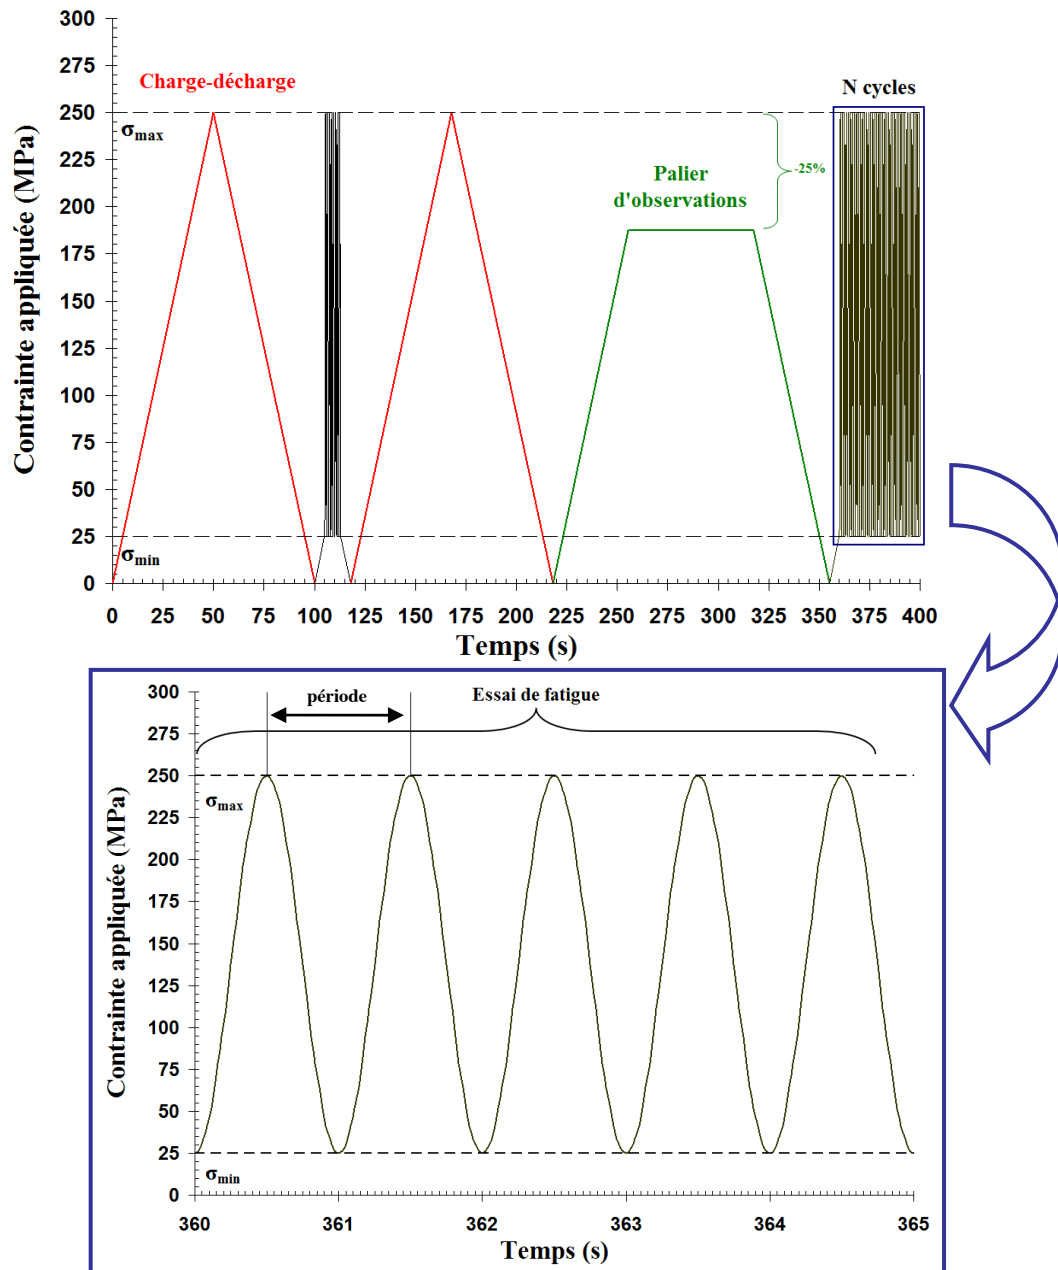 Contrainte appliquée (MPa)
300
275
250
225
200
175
150
125
100
75
50
25
0
Charge-décharge
N cycles
σmax
-25%
Palier
d'observations
σmin
0 25 50 75 100 125 150 175 200 225 250 275 300 325 350 375 400
Temps (s)
Contrainte appliquée (MPa)
300
275
250
225
200
175
150
125
100
75
50
25
0
période
Essai de fatigue
σmax
σmin
360 361 362 363 364 365
Temps (s)